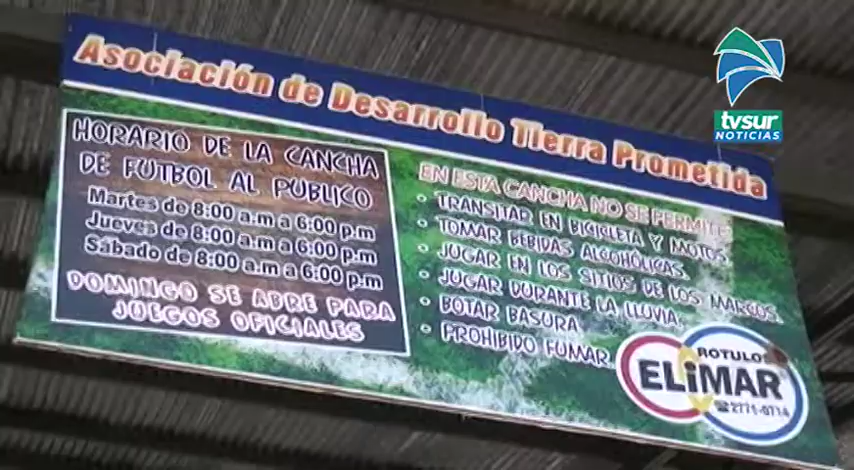 Asociación de Desarrollo Tierra Prometida
HORARIO DE LA CANCHA
DE FUTBOL AL PUBLICO
Martes de 8:00 a.m a 6:00 p.m
Jueves de 8:00 a.m a 6:00 p.m
Sábado de 8:00 a.m a 6:00 p.m
DOMINGO SE ABRE PARA
JUEGOS OFICIALES
EN ESTA CANCHA NO SE PERMITE
• TRANSITAR EN BICICLETA Y MOTOS.
• TOMAR BEBIDAS ALCOHÓLICAS.
• JUGAR EN LOS SITIOS DE LOS MARCOS.
• JUGAR DURANTE LA LLUVIA.
• BOTAR BASURA.
• PROHIBIDO FUMAR.
ROTULOS
ELiMAR
☎2771-0714
tvsur
NOTICIAS